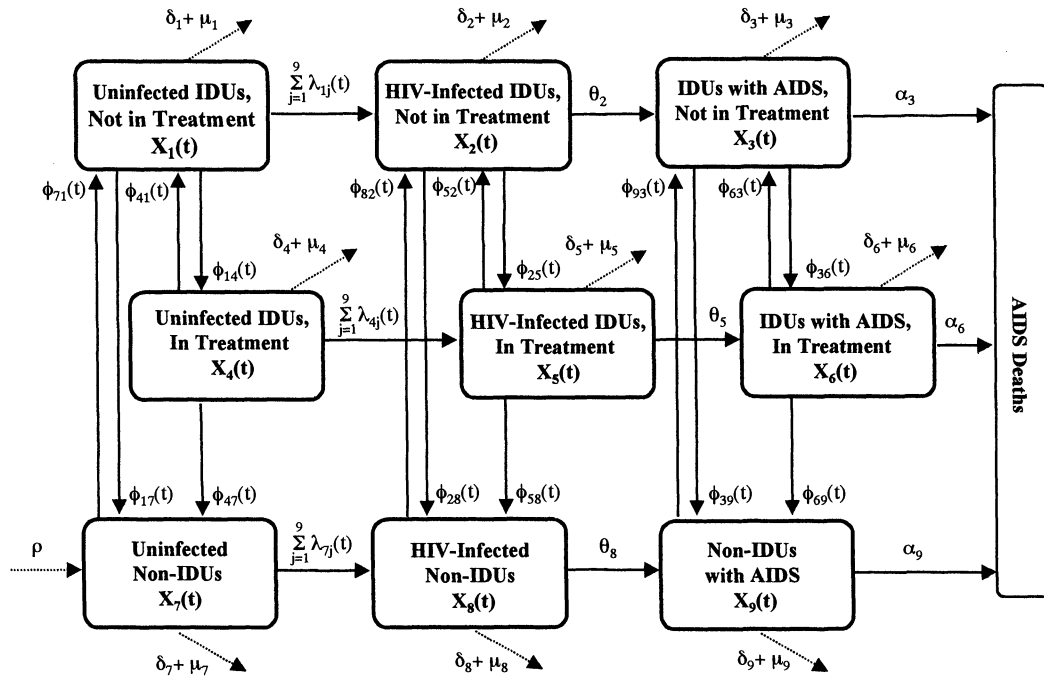 δ₁+ μ₁
δ₂+ μ₂
δ₃+ μ₃
Uninfected IDUs,
Not in Treatment
X₁(t)
9
Σ λ₁ⱼ(t)
j=1
HIV-Infected IDUs,
Not in Treatment
X₂(t)
θ₂
IDUs with AIDS,
Not in Treatment
X₃(t)
α₃
ϕ₇₁(t)
ϕ₄₁(t)
ϕ₈₂(t)
ϕ₅₂(t)
ϕ₉₃(t)
ϕ₆₃(t)
δ₄+ μ₄
δ₅+ μ₅
δ₆+ μ₆
ϕ₁₄(t)
ϕ₂₅(t)
ϕ₃₆(t)
Uninfected IDUs,
In Treatment
X₄(t)
9
Σ λ₄ⱼ(t)
j=1
HIV-Infected IDUs,
In Treatment
X₅(t)
θ₅
IDUs with AIDS,
In Treatment
X₆(t)
α₆
AIDS Deaths
ϕ₁₇(t)
ϕ₄₇(t)
ϕ₂₈(t)
ϕ₅₈(t)
ϕ₃₉(t)
ϕ₆₉(t)
ρ
Uninfected
Non-IDUs
X₇(t)
9
Σ λ₇ⱼ(t)
j=1
HIV-Infected
Non-IDUs
X₈(t)
θ₈
Non-IDUs
with AIDS
X₉(t)
α₉
δ₇+ μ₇
δ₈+ μ₈
δ₉+ μ₉